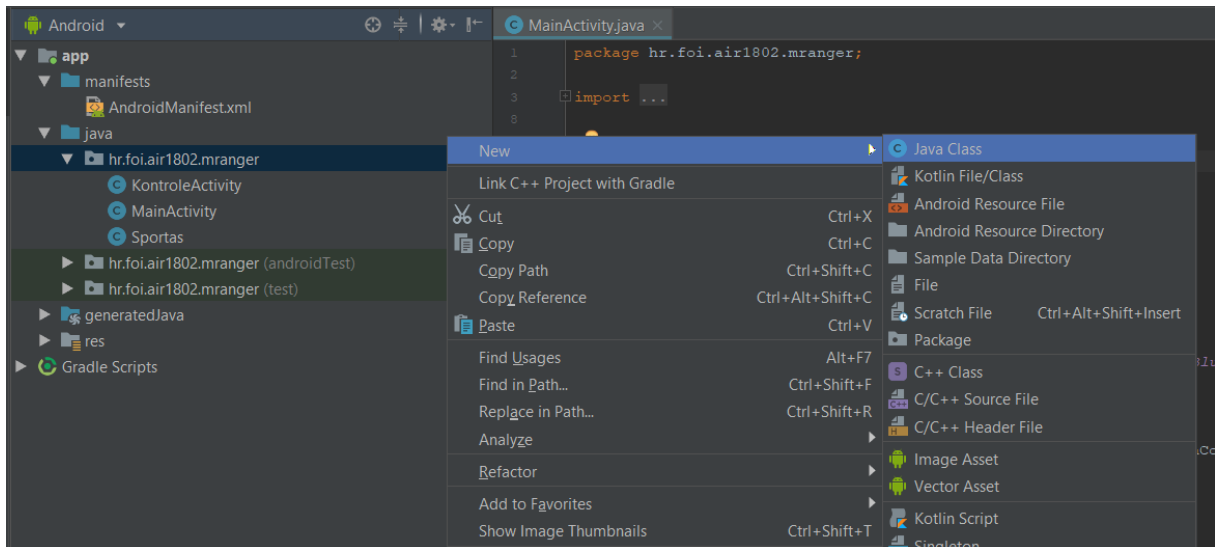 Android
MainActivity.java
app
manifests
AndroidManifest.xml
java
hr.foi.air1802.mranger
KontroleActivity
MainActivity
Sportas
hr.foi.air1802.mranger (androidTest)
hr.foi.air1802.mranger (test)
generatedJava
res
Gradle Scripts
1 package hr.foi.air1802.mranger;
2
3 import ...
8
New
Link C++ Project with Gradle
Cut Ctrl+X
Copy Ctrl+C
Copy Path Ctrl+Shift+C
Copy Reference Ctrl+Alt+Shift+C
Paste Ctrl+V
Find Usages Alt+F7
Find in Path... Ctrl+Shift+F
Replace in Path... Ctrl+Shift+R
Analyze
Refactor
Add to Favorites
Show Image Thumbnails Ctrl+Shift+T
Java Class
Kotlin File/Class
Android Resource File
Android Resource Directory
Sample Data Directory
File
Scratch File Ctrl+Alt+Shift+Insert
Package
C++ Class
C/C++ Source File
C/C++ Header File
Image Asset
Vector Asset
Kotlin Script
Singleton